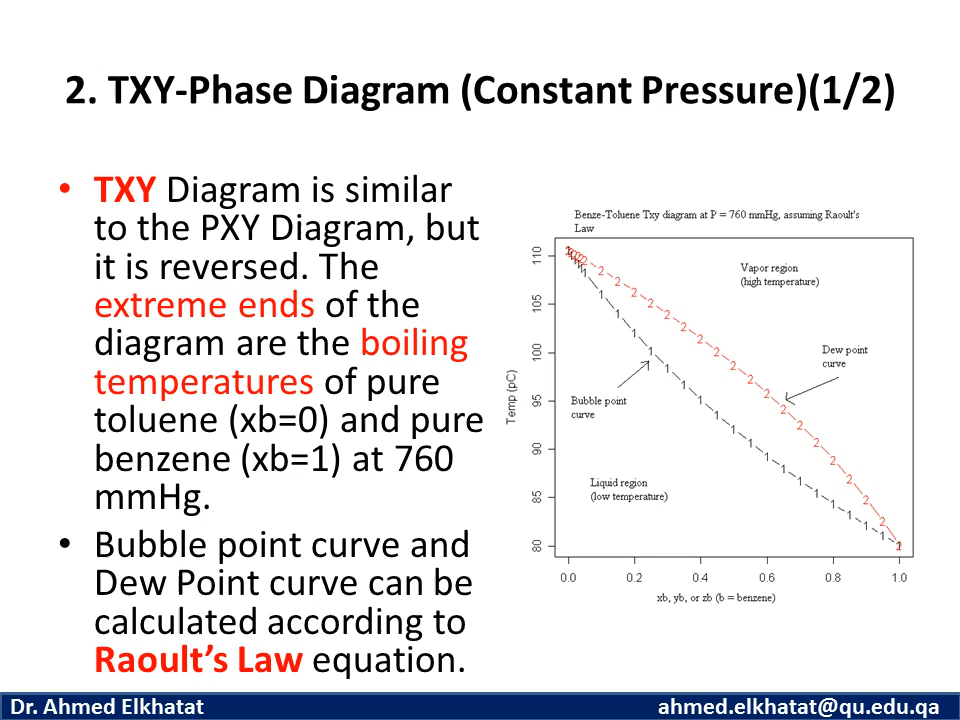 2. TXY-Phase Diagram (Constant Pressure)(1/2)
• TXY Diagram is similar
to the PXY Diagram, but
it is reversed. The
extreme ends of the
diagram are the boiling
temperatures of pure
toluene (xb=0) and pure
benzene (xb=1) at 760
mmHg.
• Bubble point curve and
Dew Point curve can be
calculated according to
Raoult’s Law equation.
Benze-Toluene Txy diagram at P = 760 mmHg, assuming Raoult's
Law
Vapor region
(high temperature)
Dew point
curve
Bubble point
curve
Liquid region
(low temperature)
Temp (pC)
110
105
100
95
90
85
80
0.0 0.2 0.4 0.6 0.8 1.0
xb, yb, or zb (b = benzene)
Dr. Ahmed Elkhatat ahmed.elkhatat@qu.edu.qa